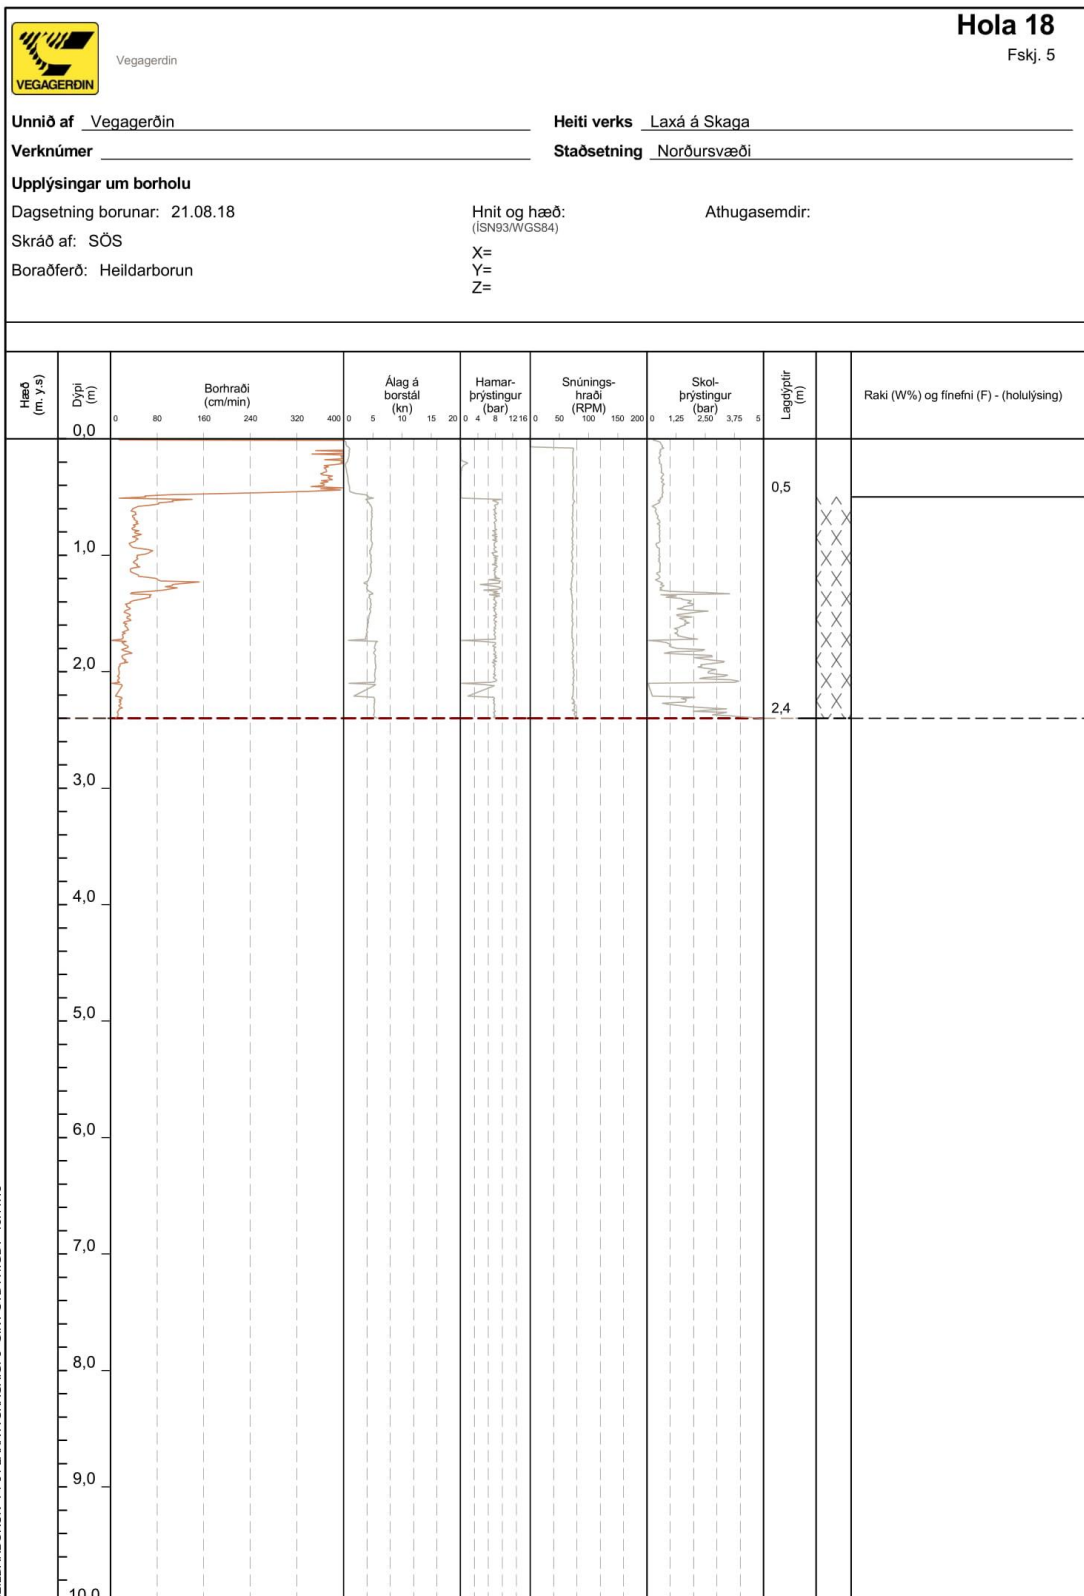 Hola 18
Fskj. 5
VEGAGERÐIN
Vegagerdin
Unnið af Vegagerðin
Heiti verks Laxá á Skaga
Verknúmer
Staðsetning Norðursvæði
Upplýsingar um borholu
Dagsetning borunar: 21.08.18
Skráð af: SÖS
Boraðferð: Heildarborun
Hnit og hæð:
(ÍSN93/WGS84)
X=
Y=
Z=
Athugasemdir:
Hæð
(m. y.s)
Dýpi
(m)
Borhraði
(cm/min)
0 80 160 240 320 400
Álag á
borstál
(kn)
0 5 10 15 20
Hamar-
þrýstingur
(bar)
0 4 8 12 16
Snúnings-
hraði
(RPM)
0 50 100 150 200
Skol-
þrýstingur
(bar)
0 1,25 2,50 3,75 5
Lagdýptir
(m)
Raki (W%) og fínefni (F) - (holulýsing)
0,0
0,5
1,0
2,0
2,4
3,0
4,0
5,0
6,0
7,0
8,0
9,0
10,0